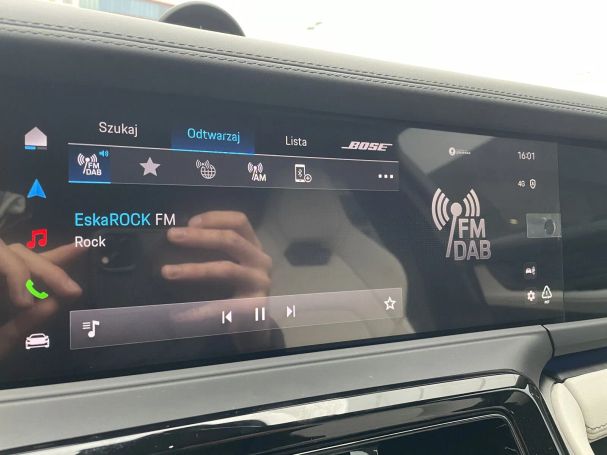 Szukaj
Odtwarzaj
Lista
BOSE
16:01
FM
DAB
AM
4G
EskaROCK FM
Rock
FM
DAB